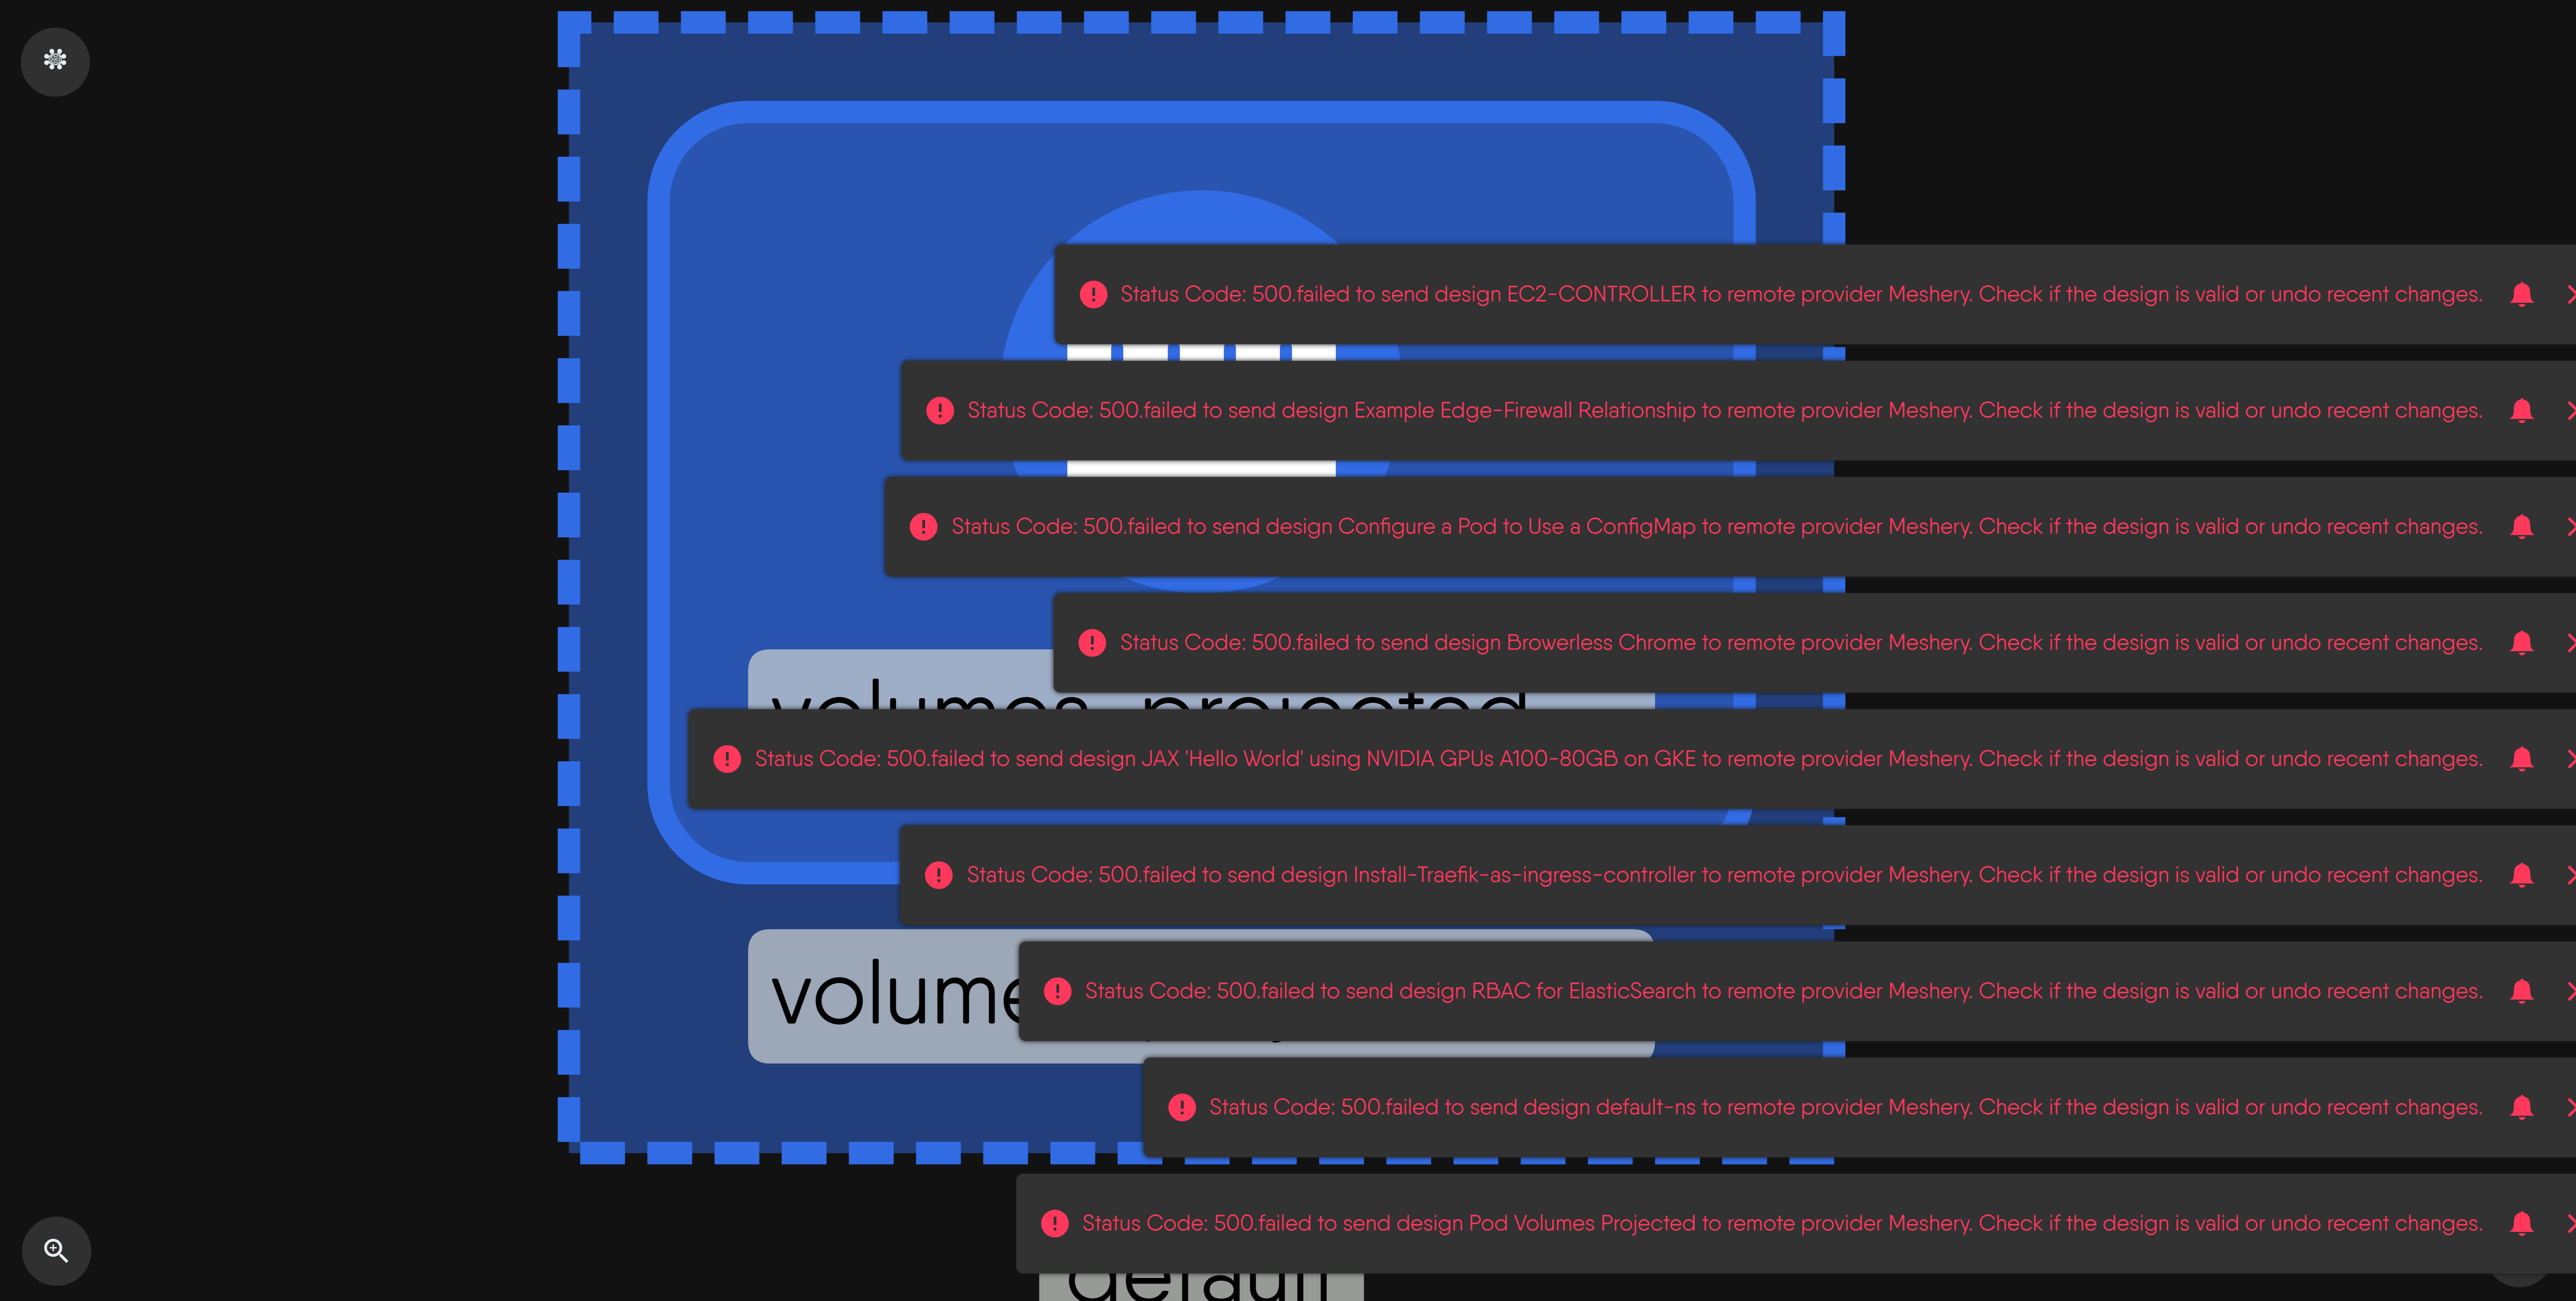 Status Code: 500.failed to send design EC2-CONTROLLER to remote provider Meshery. Check if the design is valid or undo recent changes.
Status Code: 500.failed to send design Example Edge-Firewall Relationship to remote provider Meshery. Check if the design is valid or undo recent changes.
Status Code: 500.failed to send design Configure a Pod to Use a ConfigMap to remote provider Meshery. Check if the design is valid or undo recent changes.
Status Code: 500.failed to send design Browerless Chrome to remote provider Meshery. Check if the design is valid or undo recent changes.
volumes projected
Status Code: 500.failed to send design JAX 'Hello World' using NVIDIA GPUs A100-80GB on GKE to remote provider Meshery. Check if the design is valid or undo recent changes.
Status Code: 500.failed to send design Install-Traefik-as-ingress-controller to remote provider Meshery. Check if the design is valid or undo recent changes.
Status Code: 500.failed to send design RBAC for ElasticSearch to remote provider Meshery. Check if the design is valid or undo recent changes.
Status Code: 500.failed to send design default-ns to remote provider Meshery. Check if the design is valid or undo recent changes.
Status Code: 500.failed to send design Pod Volumes Projected to remote provider Meshery. Check if the design is valid or undo recent changes.
default